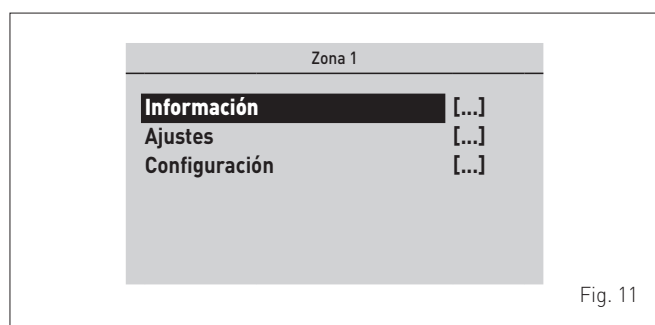 Zona 1
Información [...]
Ajustes [...]
Configuración [...]
Fig. 11